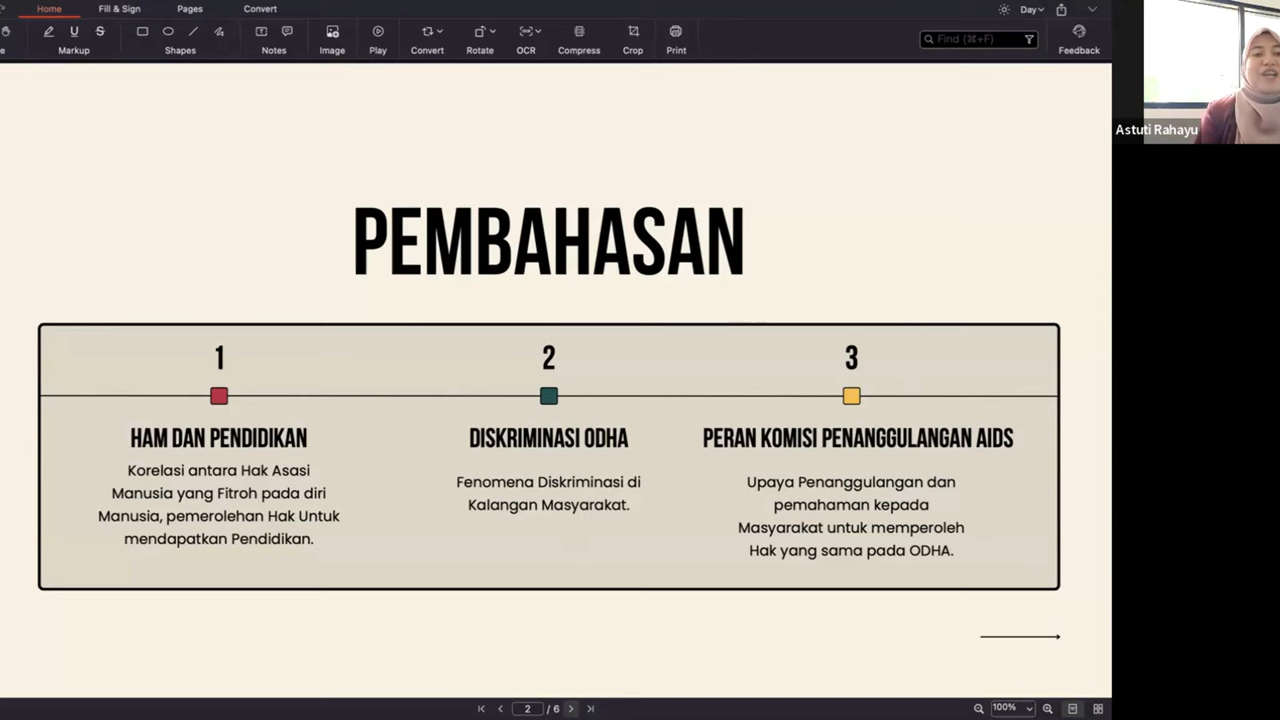 Home Fill & Sign Pages Convert Day
Markup Shapes Notes Image Play Convert Rotate OCR Compress Crop Print Find (⌘+F) Feedback
Astuti Rahayu
PEMBAHASAN
1
HAM DAN PENDIDIKAN
Korelasi antara Hak Asasi
Manusia yang Fitroh pada diri
Manusia, pemerolehan Hak Untuk
mendapatkan Pendidikan.
2
DISKRIMINASI ODHA
Fenomena Diskriminasi di
Kalangan Masyarakat.
3
PERAN KOMISI PENANGGULANGAN AIDS
Upaya Penanggulangan dan
pemahaman kepada
Masyarakat untuk memperoleh
Hak yang sama pada ODHA.
2 / 6 100%